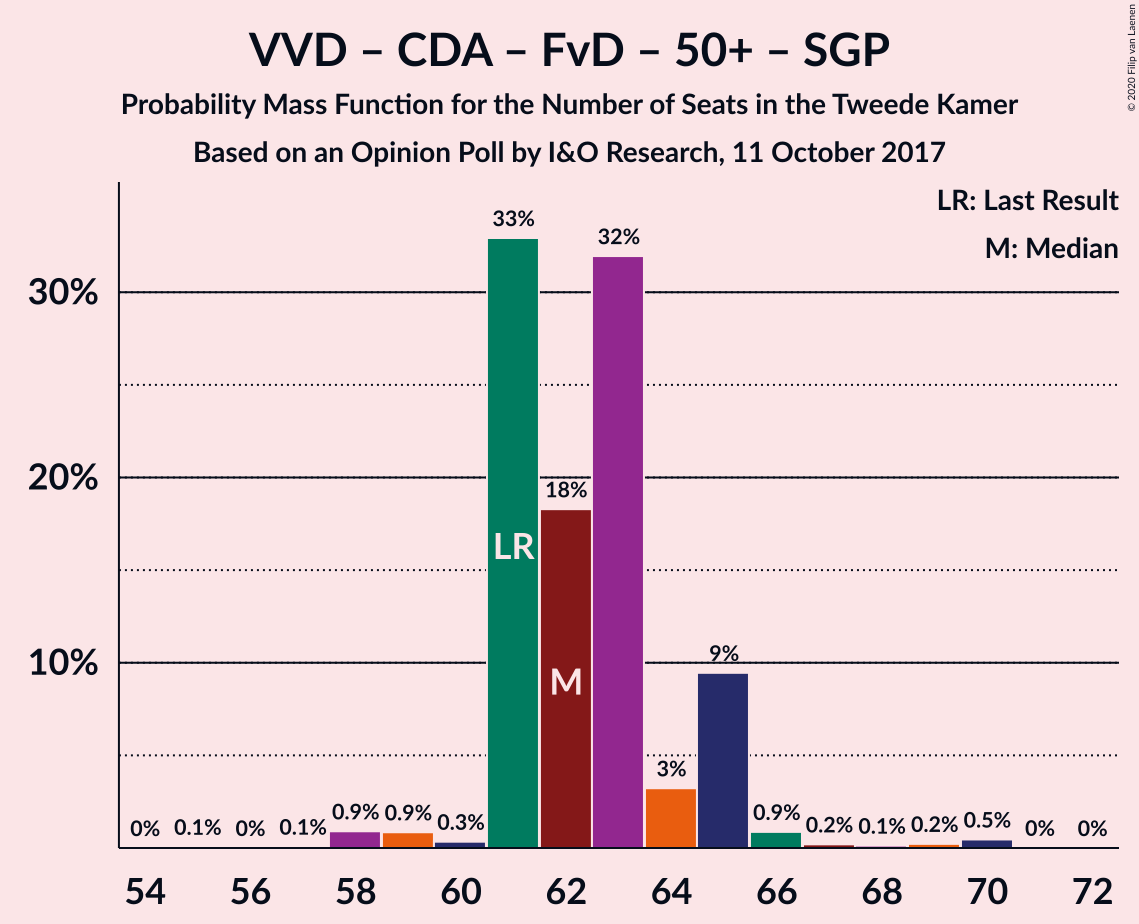 VVD – CDA – FvD – 50+ – SGP
Probability Mass Function for the Number of Seats in the Tweede Kamer
Based on an Opinion Poll by I&O Research, 11 October 2017
© 2020 Filip van Laenen
LR: Last Result
M: Median
30%
20%
10%
0%
0.1%
0%
0.1%
0.9%
0.9%
0.3%
33%
18%
32%
3%
9%
0.9%
0.2%
0.1%
0.2%
0.5%
0%
0%
LR
M
54 56 58 60 62 64 66 68 70 72